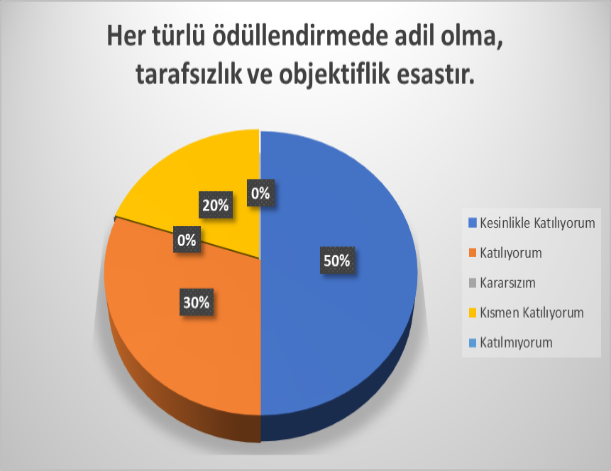 Her türlü ödüllendirmede adil olma,
tarafsızlık ve objektiflik esastır.
0%
20%
0%
50%
30%
Kesinlikle Katılıyorum
Katılıyorum
Kararsızım
Kısmen Katılıyorum
Katılmıyorum